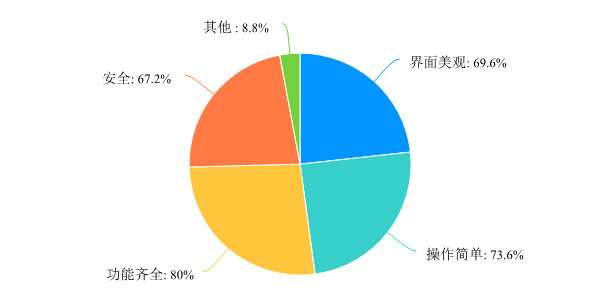 其他 : 8.8%
界面美观: 69.6%
安全: 67.2%
操作简单: 73.6%
功能齐全: 80%